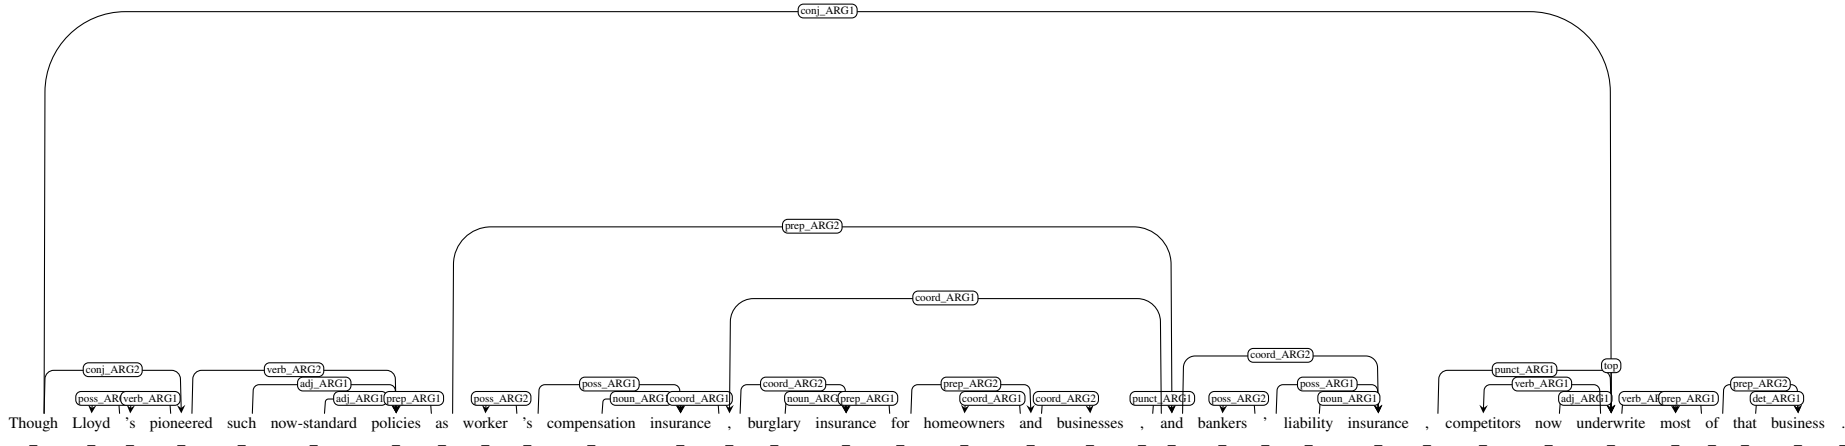 conj_ARG1
prep_ARG2
coord_ARG1
coord_ARG2
conj_ARG2 verb_ARG2 punct_ARG1 top
adj_ARG1 poss_ARG1 coord_ARG2 prep_ARG2 poss_ARG1 verb_ARG1 prep_ARG2
verb_ARG1 adj_ARG1 prep_ARG1 poss_ARG2 coord_ARG1 prep_ARG1 coord_ARG1 coord_ARG2 punct_ARG1 poss_ARG2 noun_ARG1 adj_ARG1 prep_ARG1 det_ARG1
Though Lloyd 's pioneered such now-standard policies as worker 's compensation insurance , burglary insurance for homeowners and businesses , and bankers ' liability insurance , competitors now underwrite most of that business .